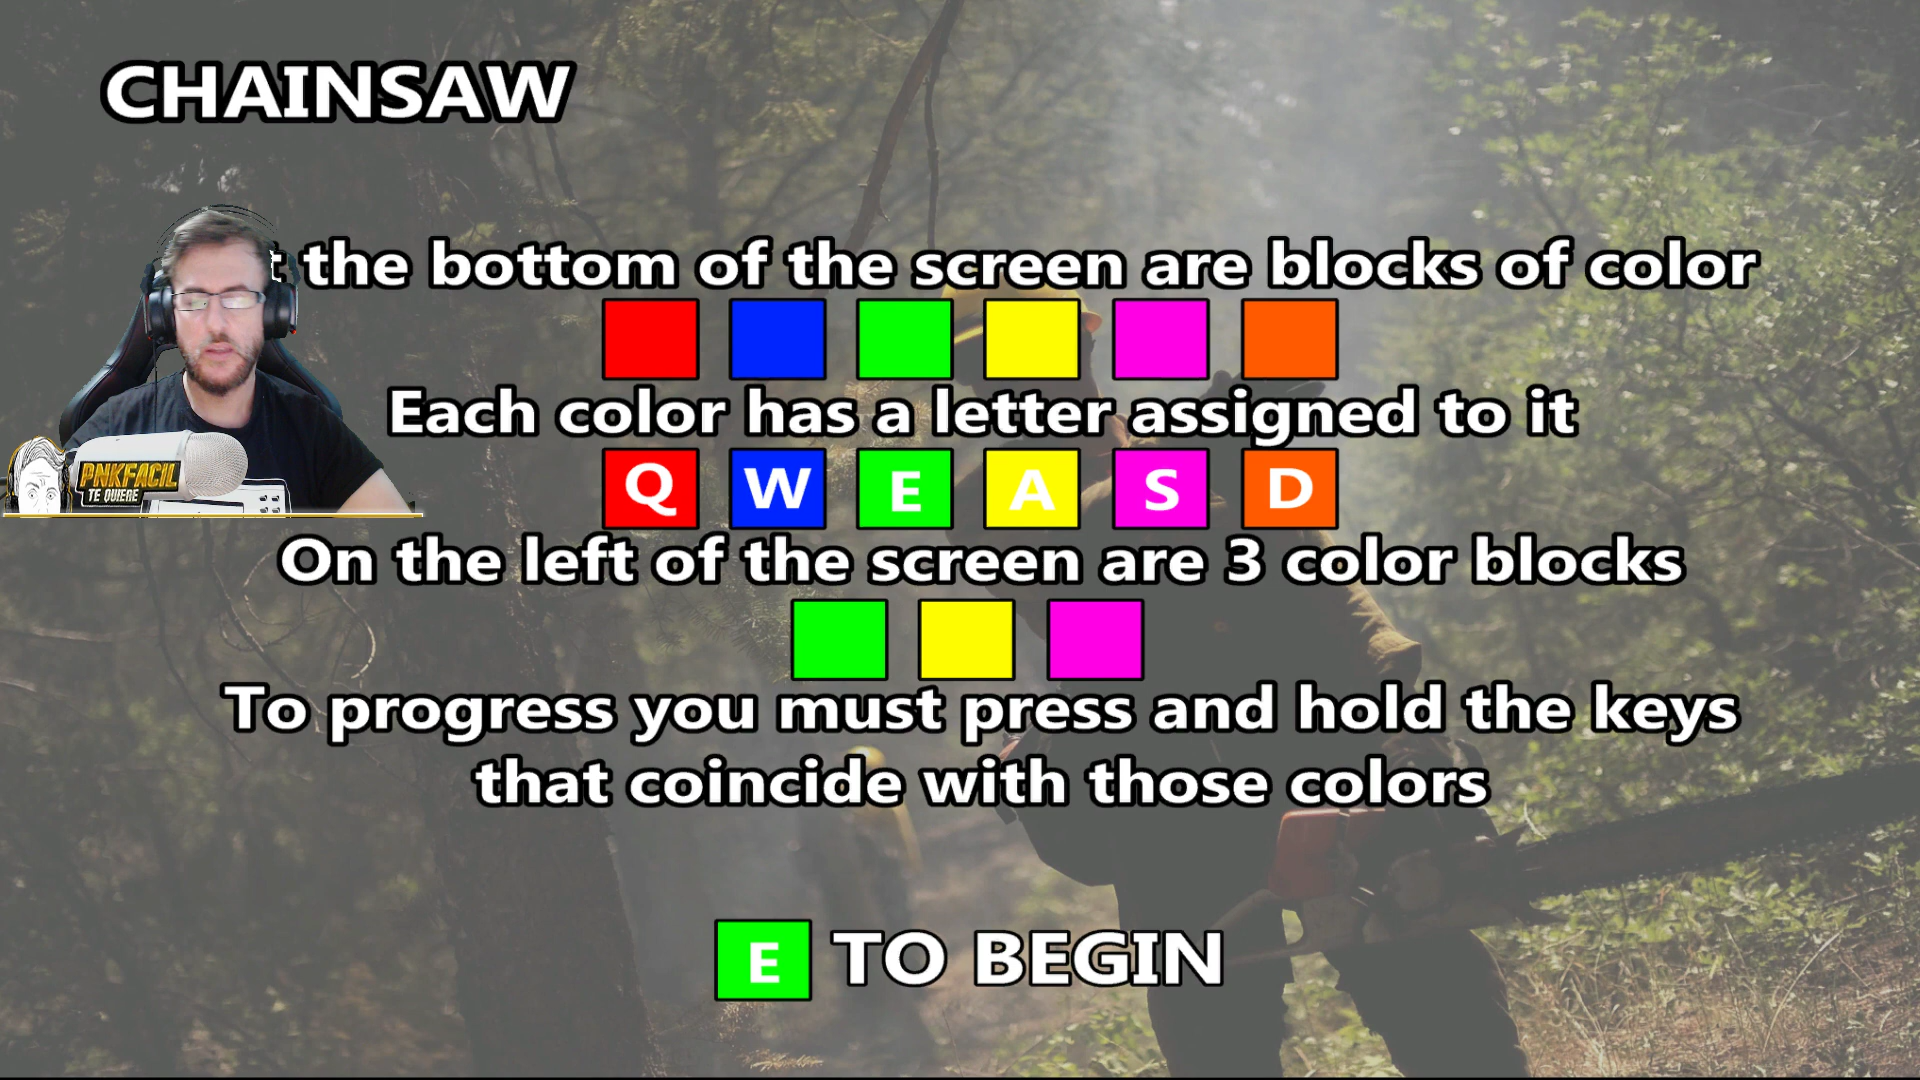 CHAINSAW
t the bottom of the screen are blocks of color
Each color has a letter assigned to it
Q W E A S D
On the left of the screen are 3 color blocks
To progress you must press and hold the keys
that coincide with those colors
PNKFACIL
TE QUIERE
E TO BEGIN